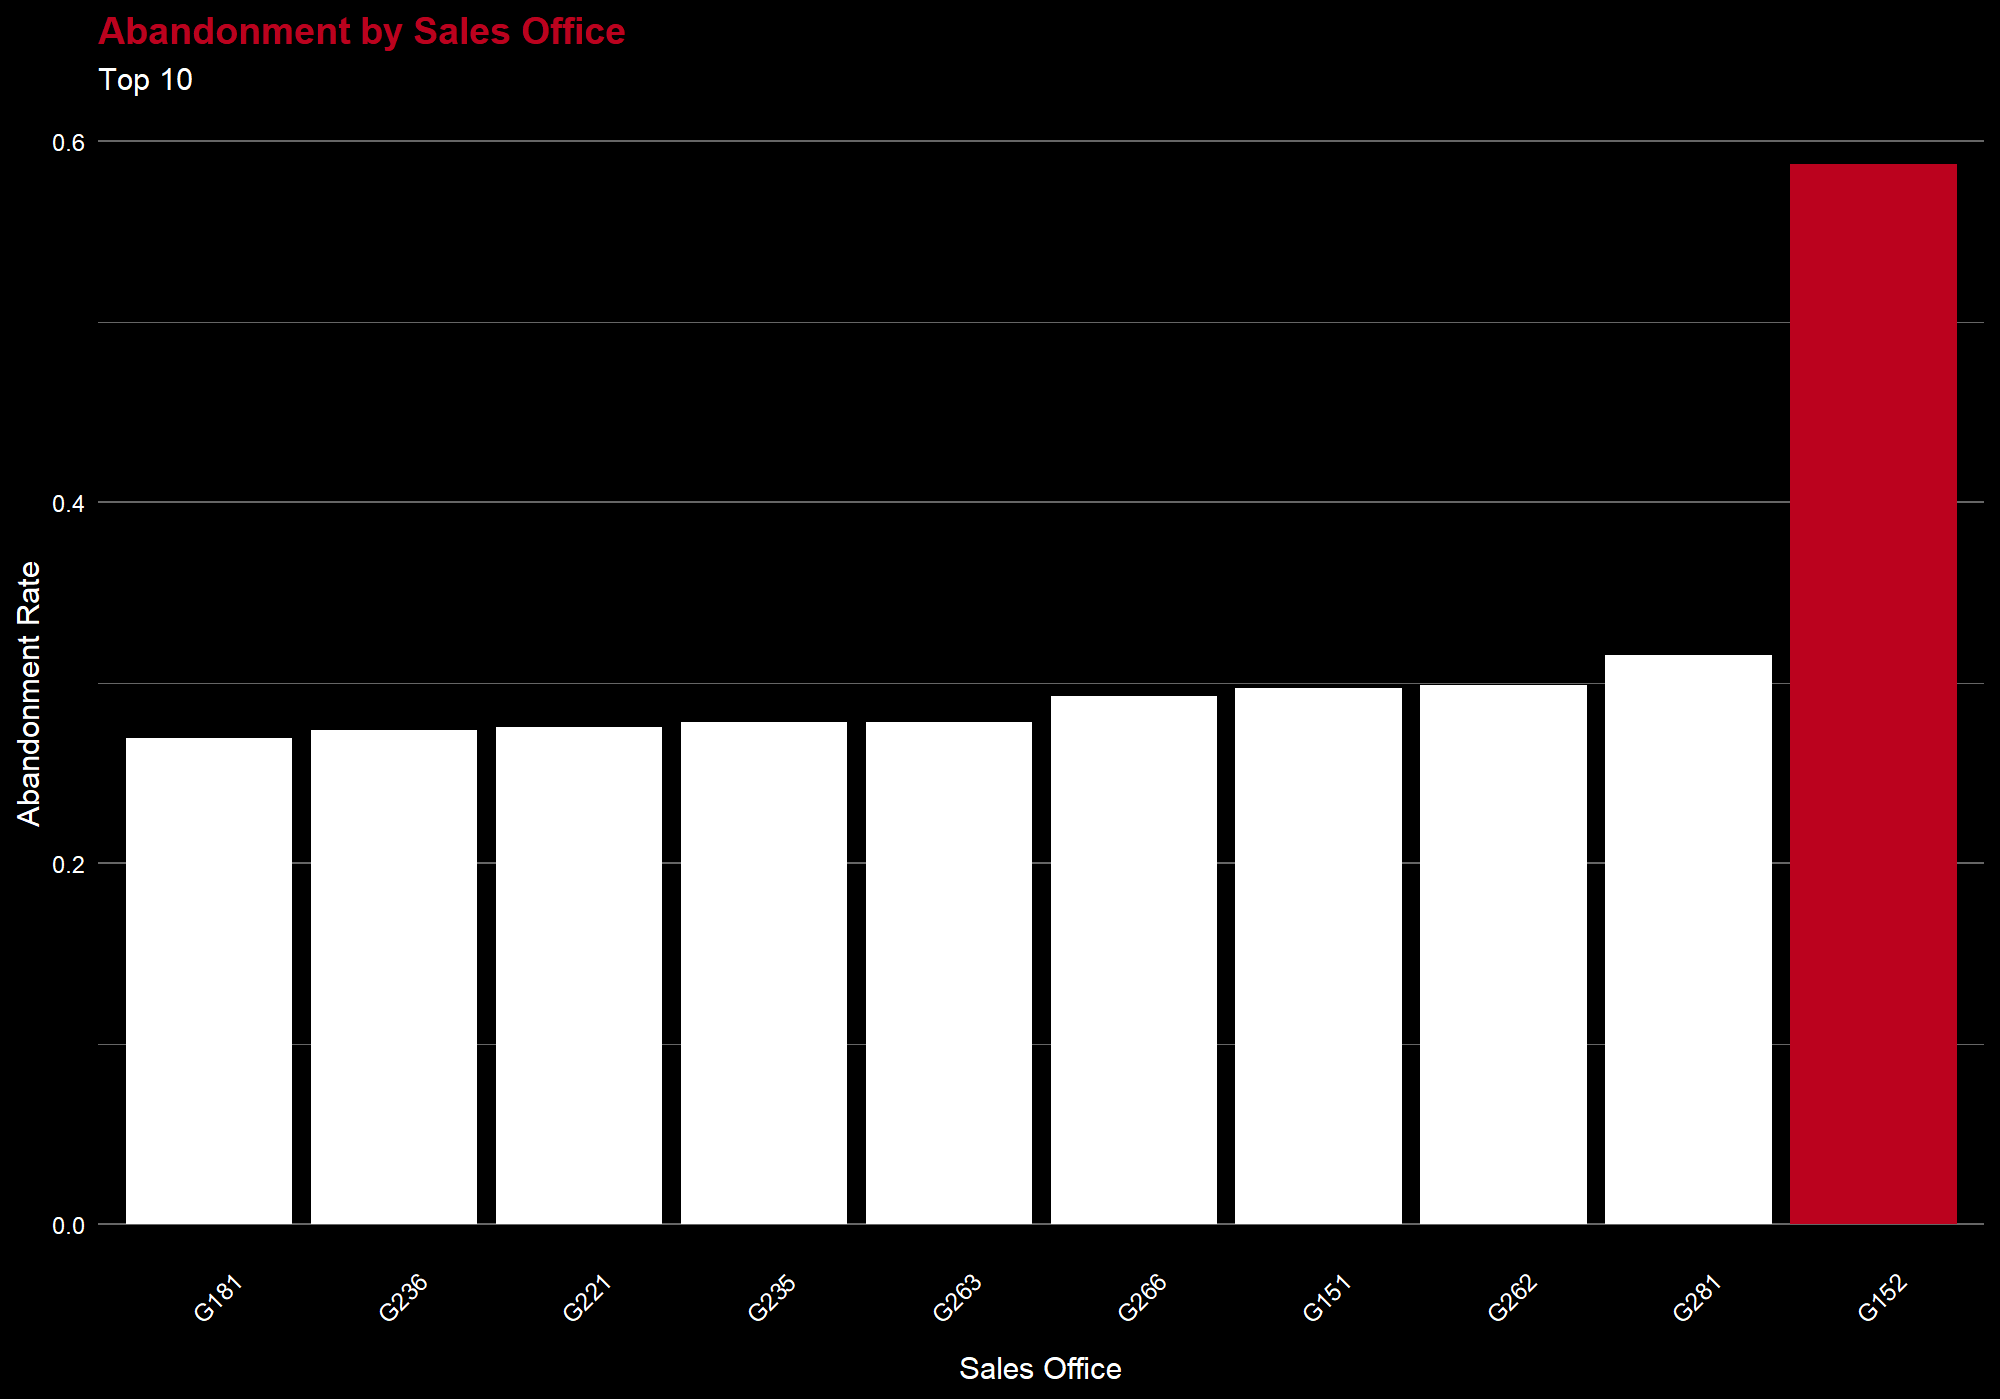 Abandonment by Sales Office
Top 10
0.6
0.4
0.2
0.0
Abandonment Rate
G181
G236
G221
G235
G263
G266
G151
G262
G281
G152
Sales Office